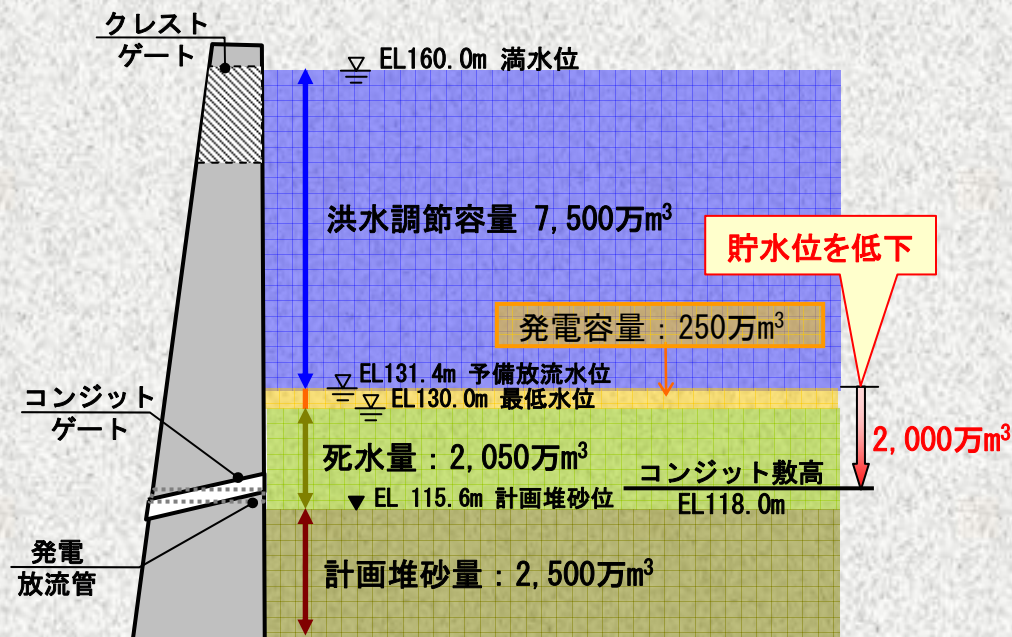 クレスト
ゲート
EL160.0m 満水位
洪水調節容量 7,500万m³
貯水位を低下
発電容量：250万m³
EL131.4m 予備放流水位
EL130.0m 最低水位
コンジット
ゲート
2,000万m³
死水量：2,050万m³
コンジット敷高
EL118.0m
EL 115.6m 計画堆砂位
発電
放流管
計画堆砂量：2,500万m³